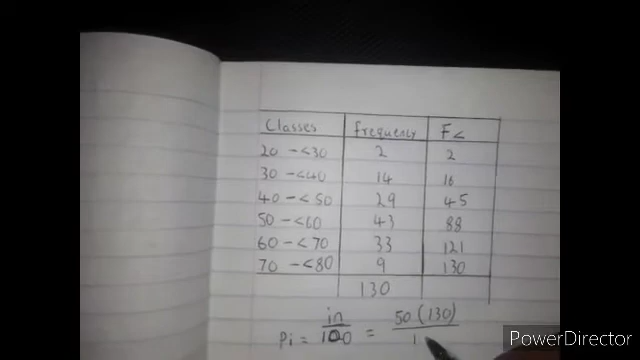 Classes frequency F<
20 -<30 2 2
30 -<40 14 16
40 -<50 29 45
50 -<60 43 88
60 -<70 33 121
70 -<80 9 130
130
Pi = in/100 = 50(130)/1
PowerDirector